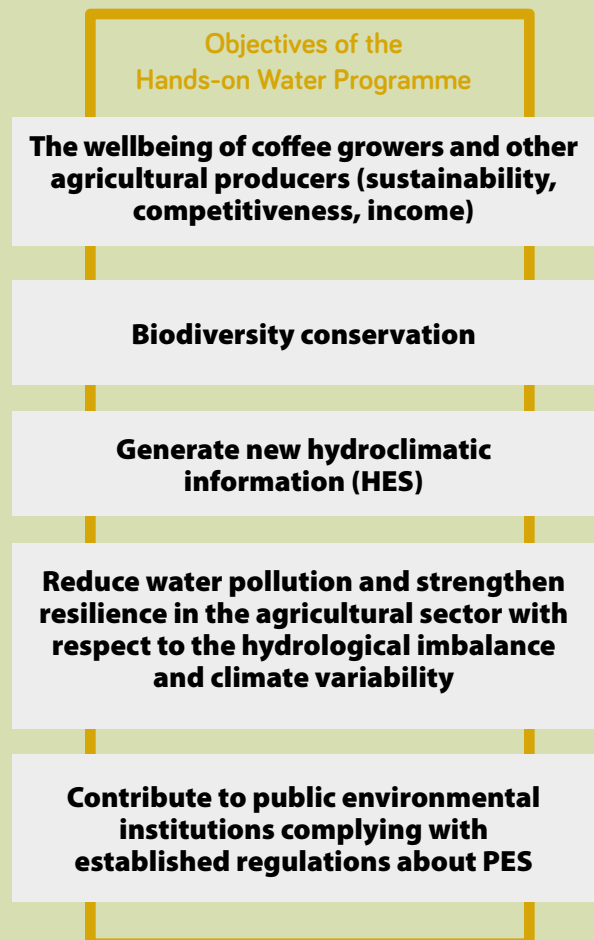 Objectives of the
Hands-on Water Programme
The wellbeing of coffee growers and other
agricultural producers (sustainability,
competitiveness, income)
Biodiversity conservation
Generate new hydroclimatic
information (HES)
Reduce water pollution and strengthen
resilience in the agricultural sector with
respect to the hydrological imbalance
and climate variability
Contribute to public environmental
institutions complying with
established regulations about PES